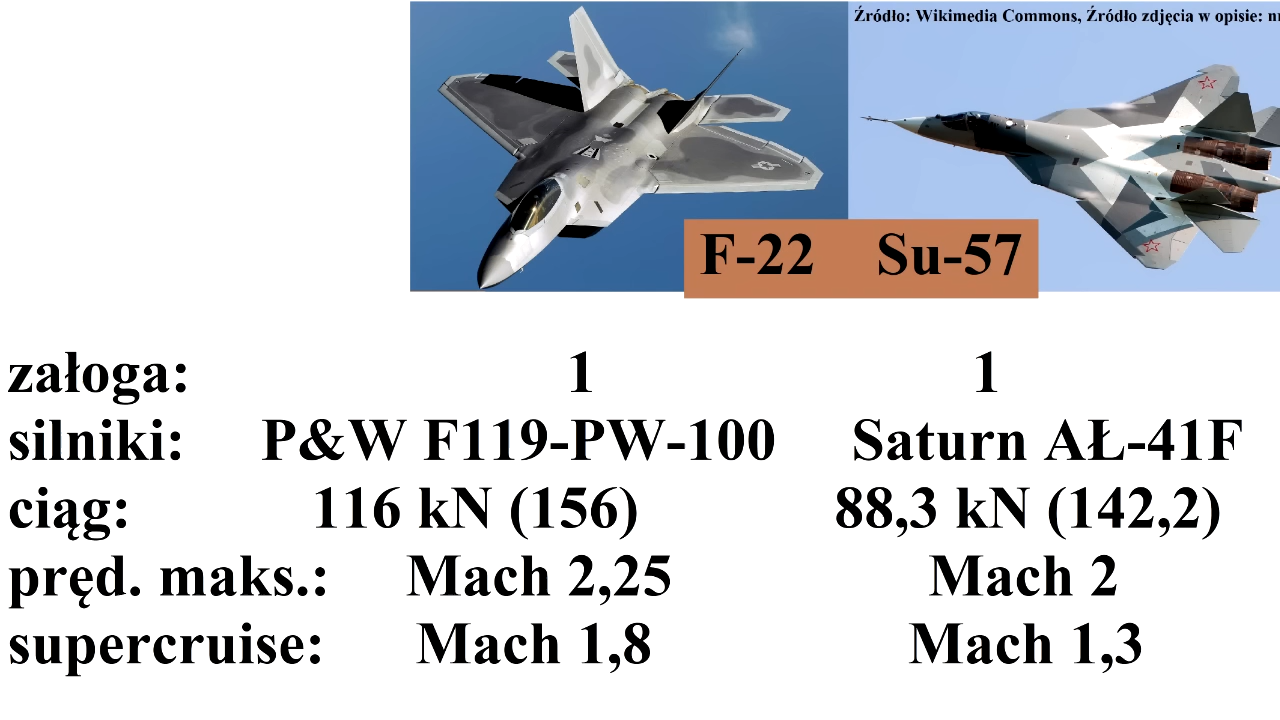 Źródło: Wikimedia Commons, Źródło zdjęcia w opisie:
F-22 Su-57
załoga: 1 1
silniki: P&W F119-PW-100 Saturn AŁ-41F
ciąg: 116 kN (156) 88,3 kN (142,2)
pręd. maks.: Mach 2,25 Mach 2
supercruise: Mach 1,8 Mach 1,3